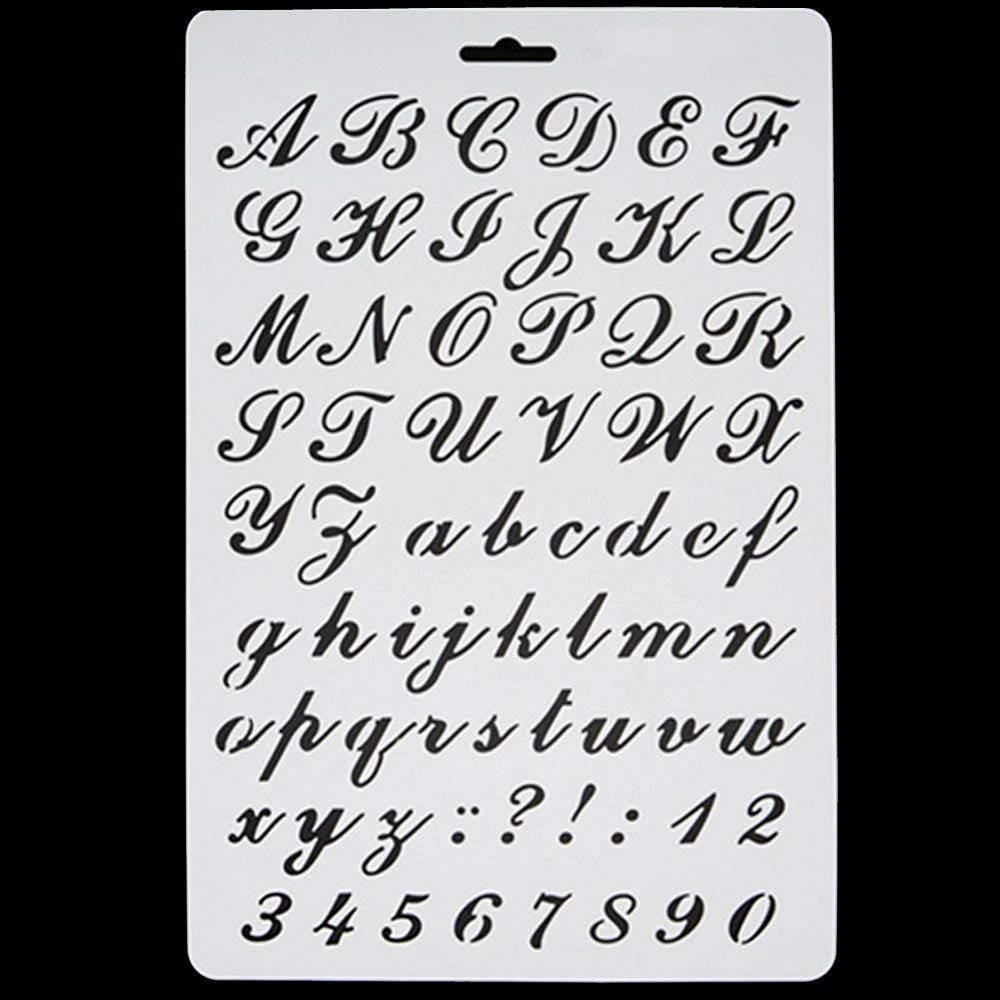 A B C D E F
G H I J K L
M N O P Q R
S T U V W X
Y Z a b c d e f
g h i j k l m n
o p q r s t u v w
x y z : ? ! : 1 2
3 4 5 6 7 8 9 0